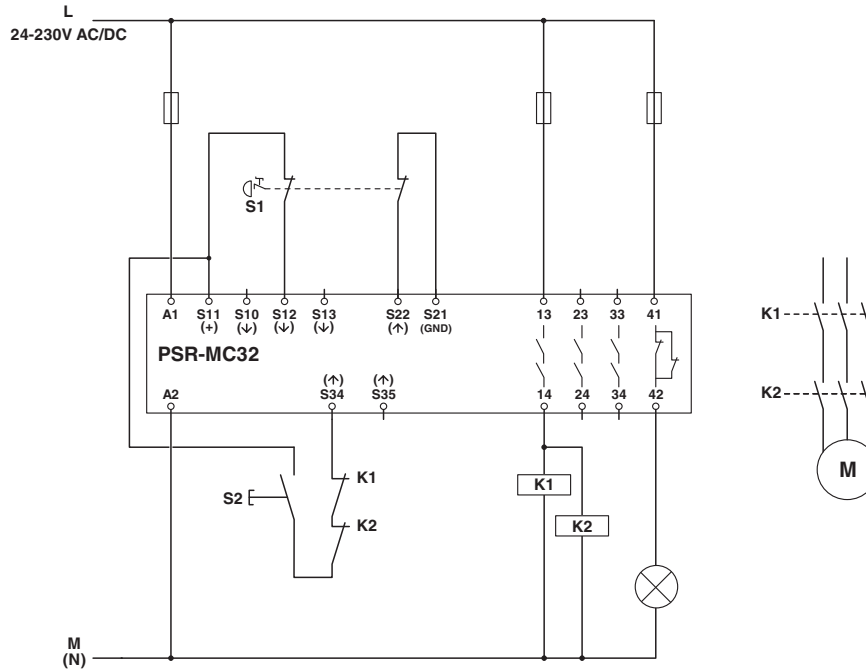 L
24-230V AC/DC
S1
A1 S11 S10 S12 S13 S22 S21 13 23 33 41
(+) (↓) (↓) (↓) (↑) (GND)
PSR-MC32
(↑) (↑)
A2 S34 S35 14 24 34 42
K1
K2
M
S2
K1
K2
K1
K2
M
(N)